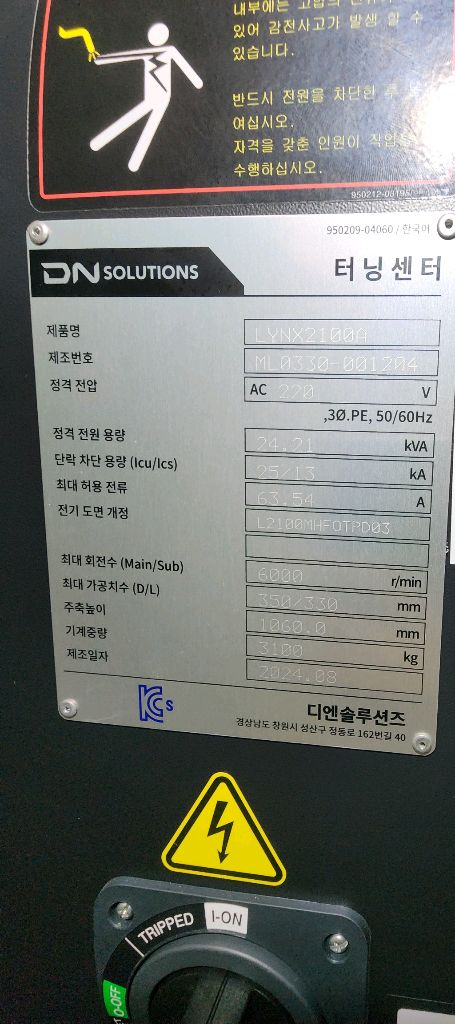 내부에는 고압의 전류가
있어 감전사고가 발생 할 수
있습니다.
반드시 전원을 차단한 후
여십시오.
자격을 갖춘 인원이 작업을
수행하십시오.
950209-04060 / 한국어
DN SOLUTIONS
터닝센터
제품명 LYNX2100A
제조번호 ML0330-001204
정격 전압 AC 220 V
,3Ø.PE, 50/60Hz
정격 전원 용량 24.21 kVA
단락 차단 용량 (Icu/Ics) 25/13 kA
최대 허용 전류 63.54 A
전기 도면 개정 L2100MHFOTPD03
최대 회전수 (Main/Sub) 6000 r/min
최대 가공치수 (D/L) 350/330 mm
주축높이 1060.0 mm
기계중량 3100 kg
제조일자 2024.08
KCs
디엔솔루션즈
경상남도 창원시 성산구 정동로 162번길 40
TRIPPED
I-ON
O-OFF